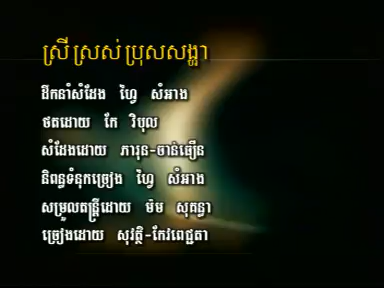 ស្រីស្រស់ប្រុសសង្ហា
ដឹកនាំសំដែង ហ្វៃ សំអាង
ថតដោយ កែ វិបុល
សំដែងដោយ ភារុន-ចាន់ធឿន
និពន្ធទំនុកច្រៀង ហ្វៃ សំអាង
សម្រួលតន្ត្រីដោយ ម៉ម សុគន្ធា
ច្រៀងដោយ សុវត្ថិ-កែវពេជ្ជតា